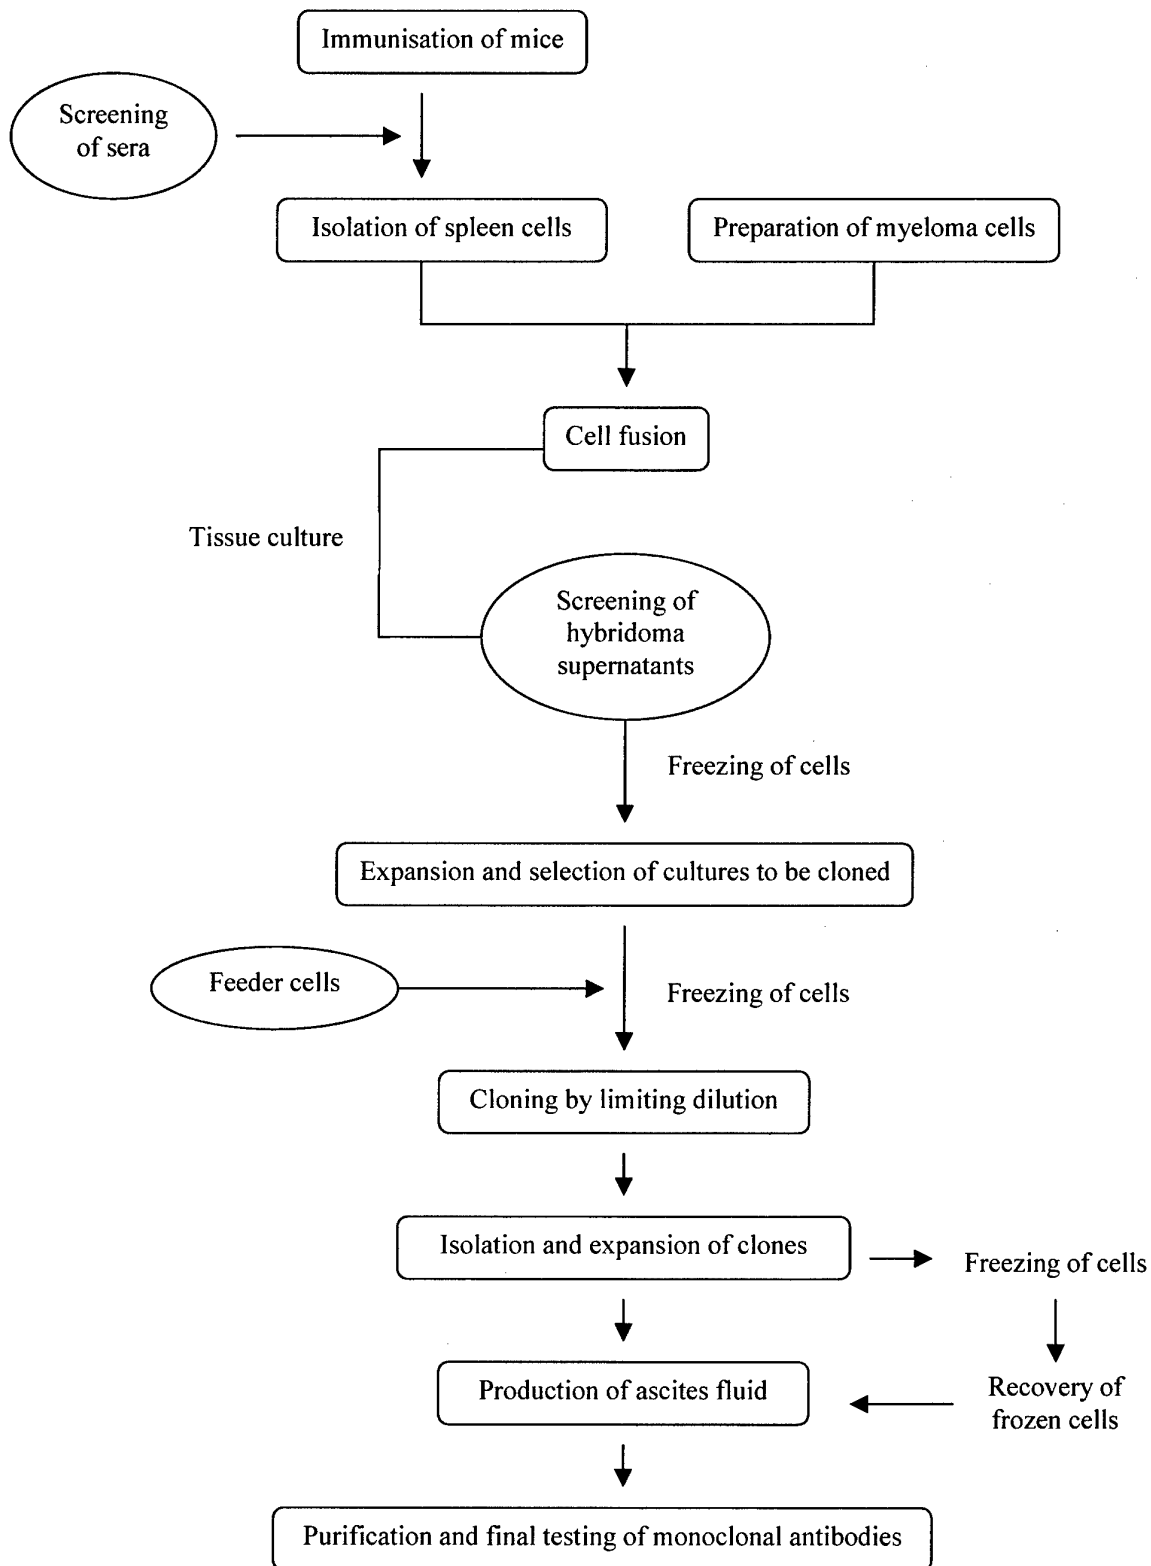 Immunisation of mice
Screening
of sera
Isolation of spleen cells
Preparation of myeloma cells
Cell fusion
Tissue culture
Screening of
hybridoma
supernatants
Freezing of cells
Expansion and selection of cultures to be cloned
Feeder cells
Freezing of cells
Cloning by limiting dilution
Isolation and expansion of clones
Freezing of cells
Production of ascites fluid
Recovery of
frozen cells
Purification and final testing of monoclonal antibodies